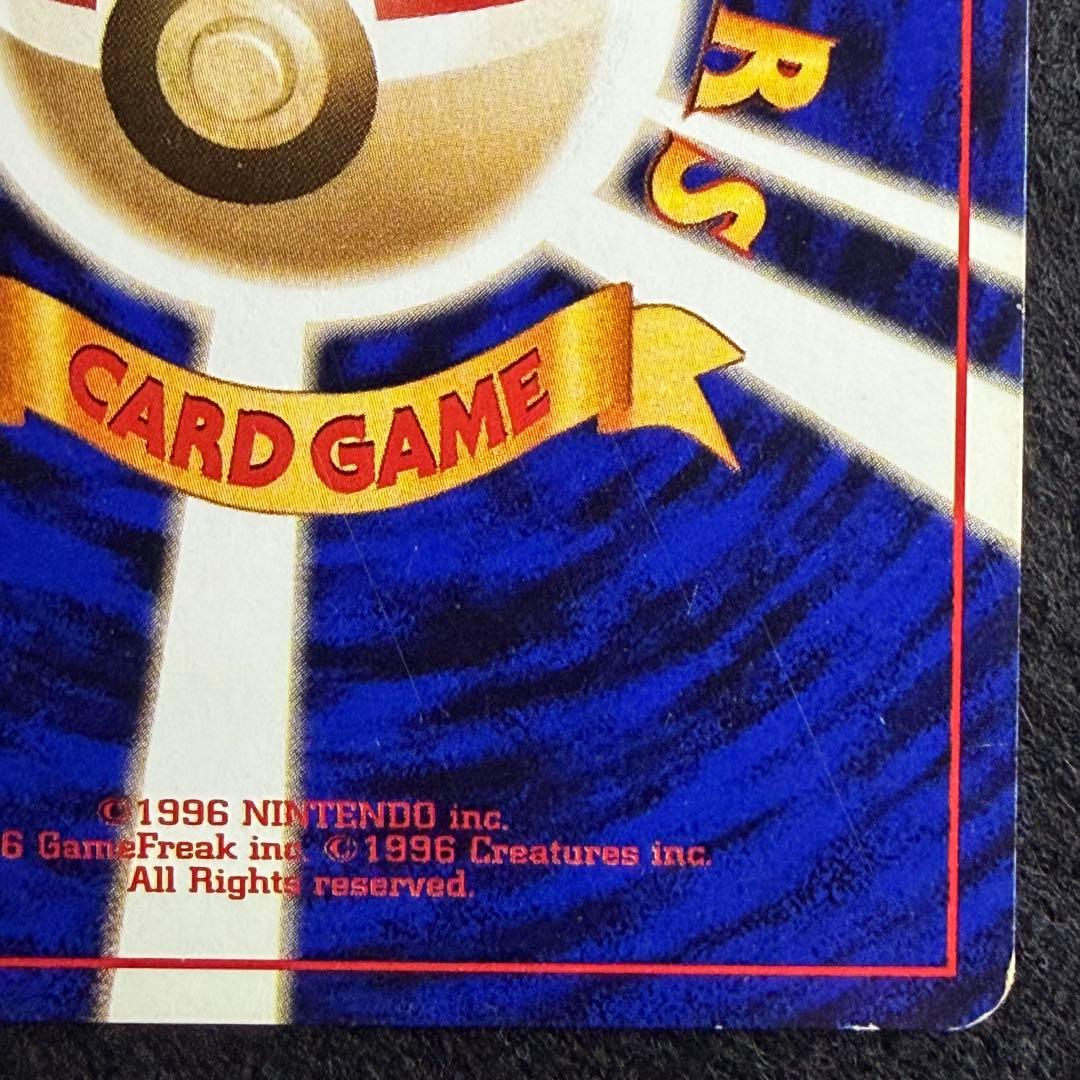 RS
CARD GAME
©1996 NINTENDO inc.
6 GameFreak inc. ©1996 Creatures inc.
All Rights reserved.